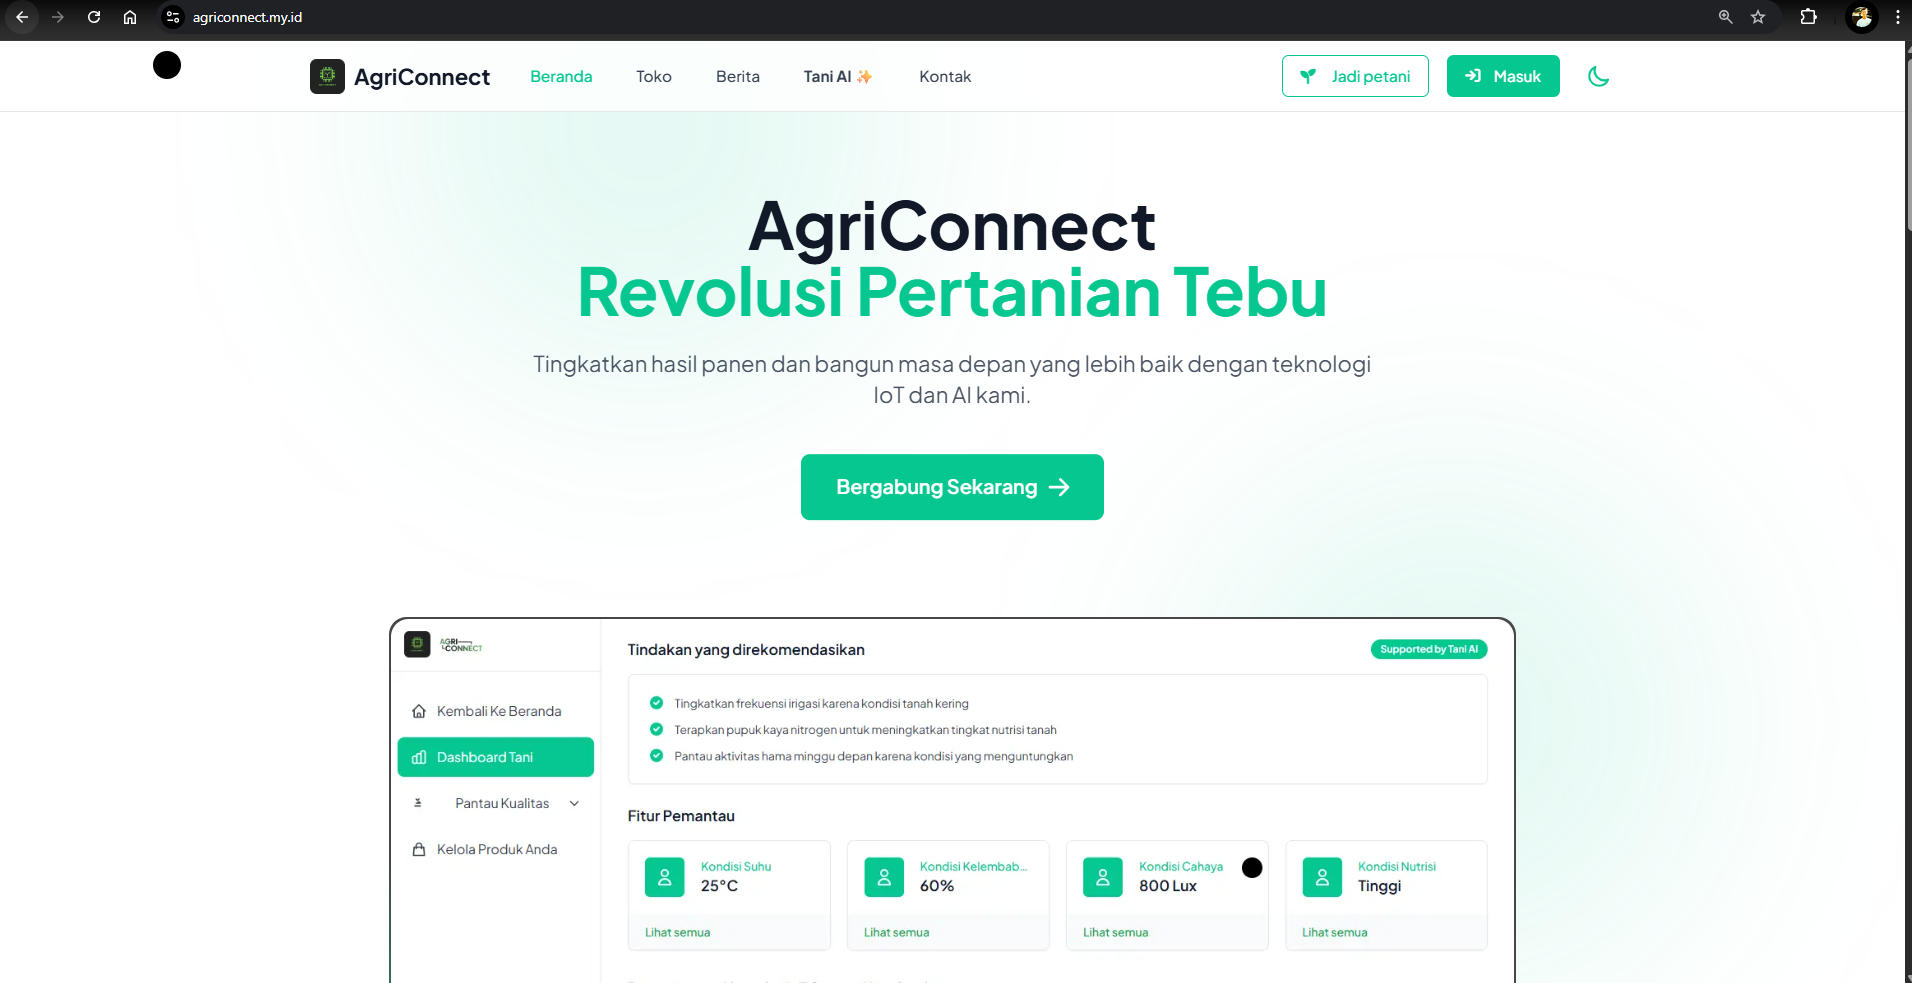 agriconnect.my.id
AgriConnect
Beranda
Toko
Berita
Tani AI ✨
Kontak
Jadi petani
Masuk
AgriConnect
Revolusi Pertanian Tebu
Tingkatkan hasil panen dan bangun masa depan yang lebih baik dengan teknologi
IoT dan AI kami.
Bergabung Sekarang →
AGRI
CONNECT
Kembali Ke Beranda
Dashboard Tani
Pantau Kualitas
Kelola Produk Anda
Tindakan yang direkomendasikan
Supported by Tani AI
Tingkatkan frekuensi irigasi karena kondisi tanah kering
Terapkan pupuk kaya nitrogen untuk meningkatkan tingkat nutrisi tanah
Pantau aktivitas hama minggu depan karena kondisi yang menguntungkan
Fitur Pemantau
Kondisi Suhu
25°C
Lihat semua
Kondisi Kelembab...
60%
Lihat semua
Kondisi Cahaya
800 Lux
Lihat semua
Kondisi Nutrisi
Tinggi
Lihat semua